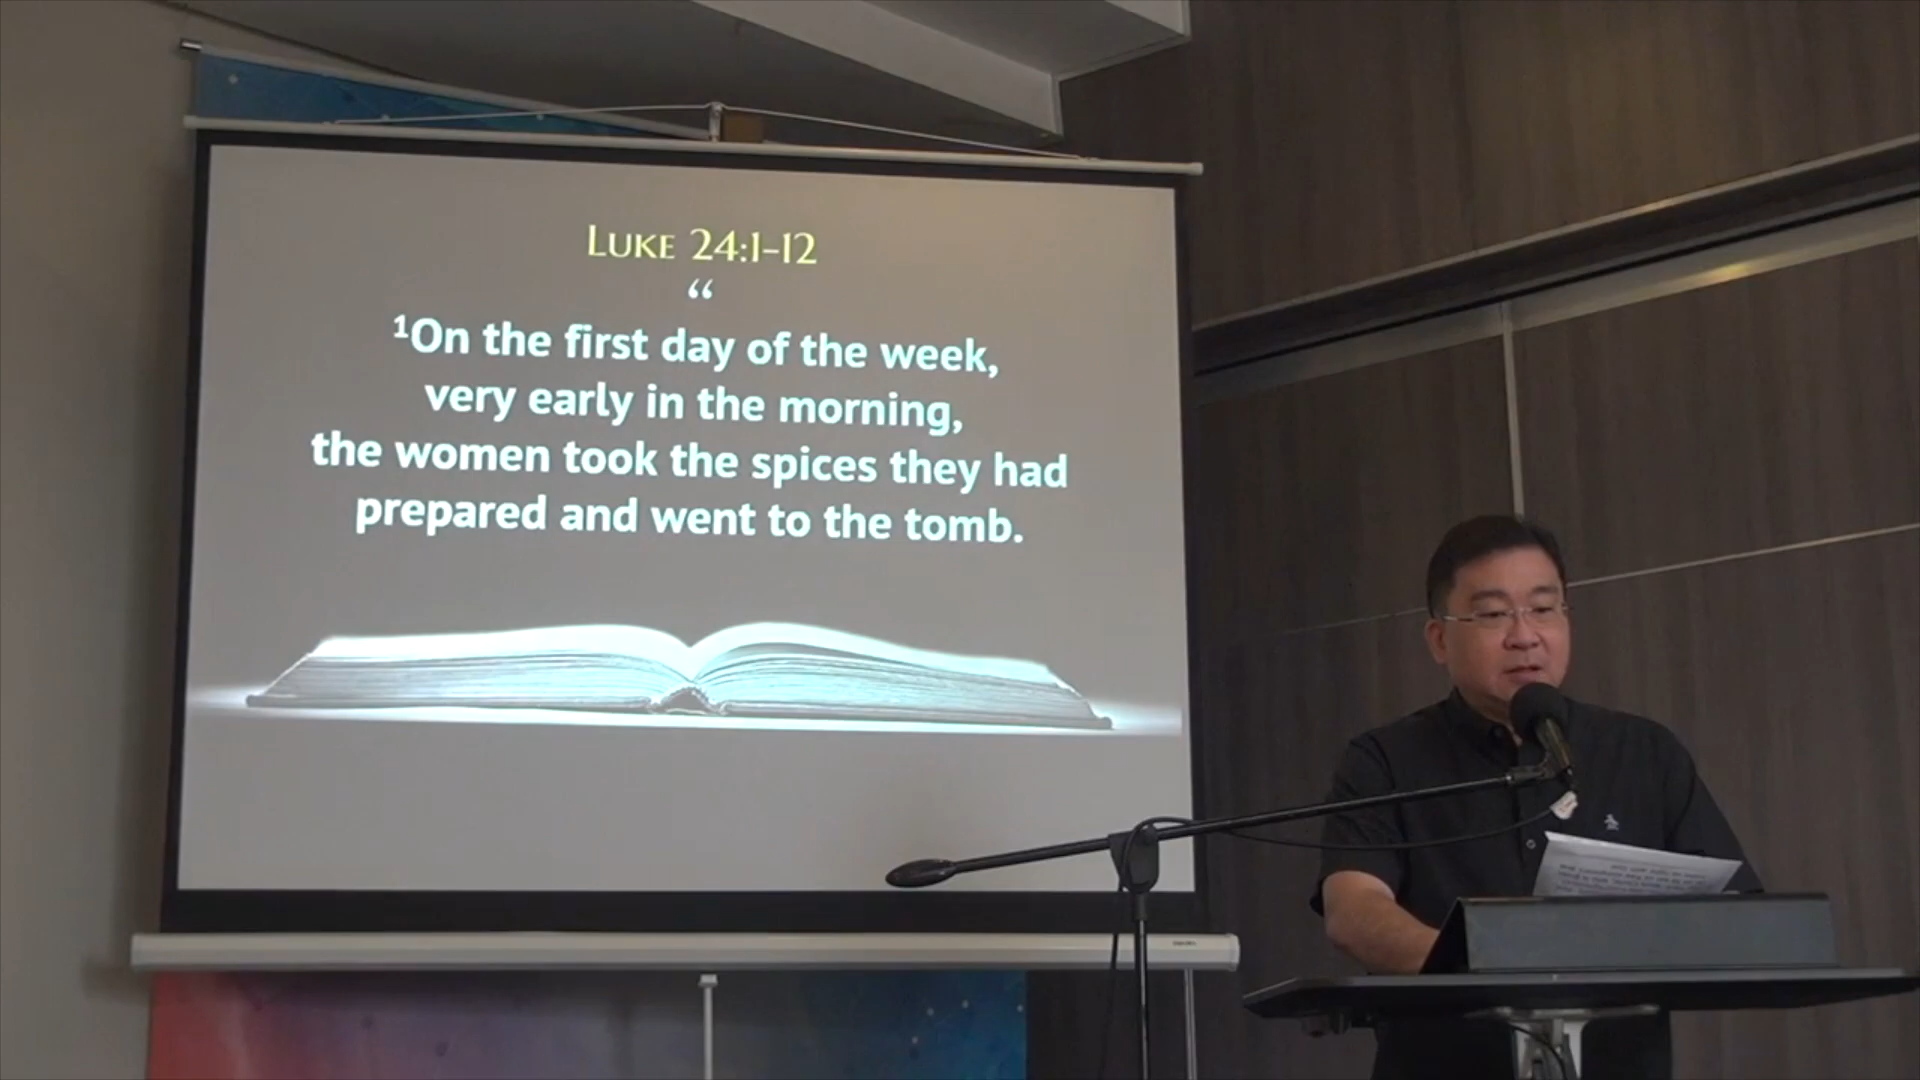 Luke 24:1-12
“
¹On the first day of the week,
very early in the morning,
the women took the spices they had
prepared and went to the tomb.